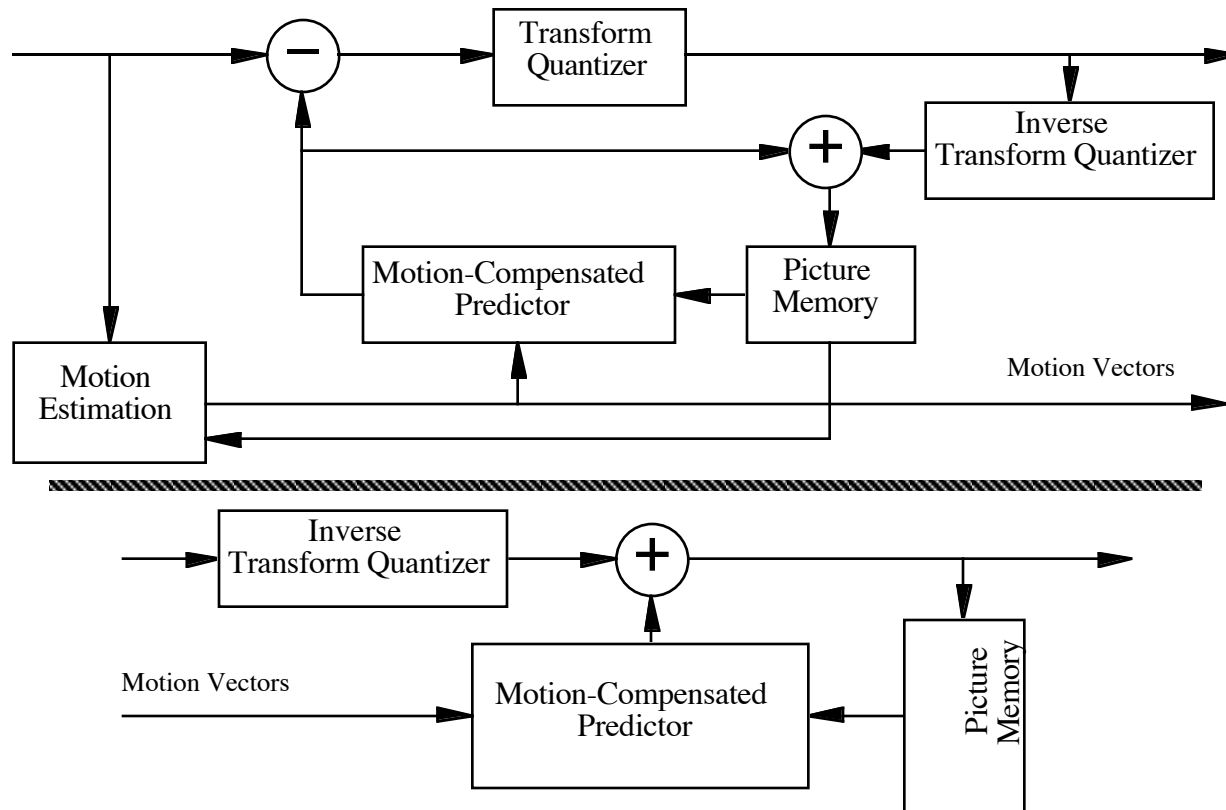 −
Transform
Quantizer
+
Inverse
Transform Quantizer
Motion-Compensated
Predictor
Picture
Memory
Motion
Estimation
Motion Vectors
Inverse
Transform Quantizer
+
Motion Vectors
Motion-Compensated
Predictor
Picture
Memory